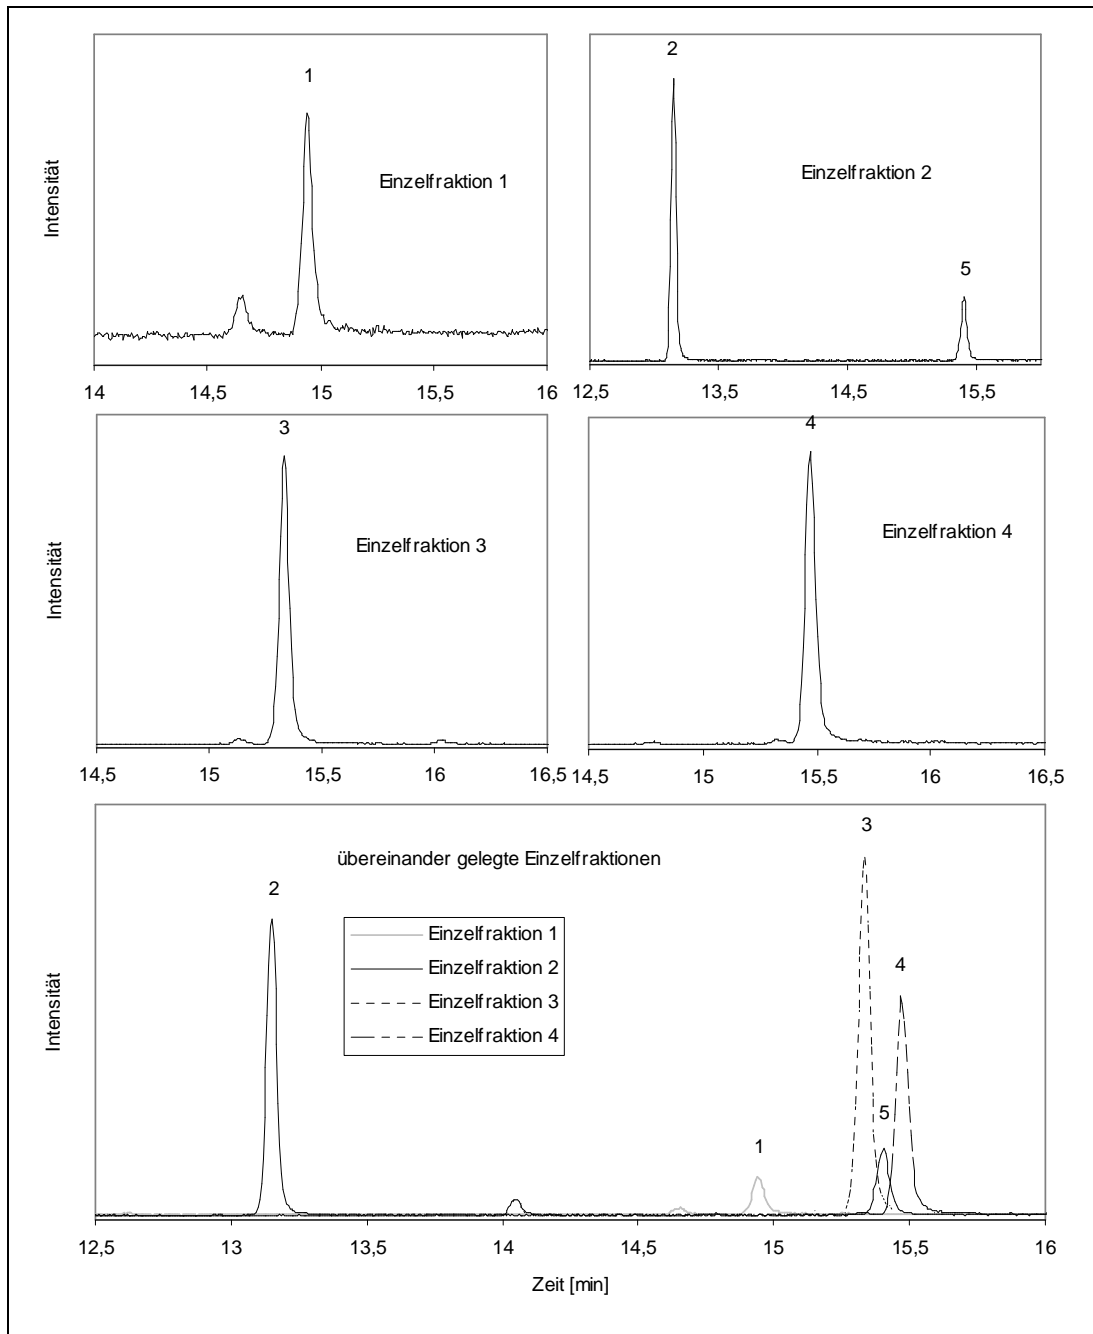 1
Einzelfraktion 1
Intensität
14 14,5 15 15,5 16
2
Einzelfraktion 2
5
12,5 13,5 14,5 15,5
3
Einzelfraktion 3
Intensität
14,5 15 15,5 16 16,5
4
Einzelfraktion 4
14,5 15 15,5 16 16,5
übereinander gelegte Einzelfraktionen
2
Einzelfraktion 1
Einzelfraktion 2
Einzelfraktion 3
Einzelfraktion 4
3
4
5
1
Intensität
12,5 13 13,5 14 14,5 15 15,5 16
Zeit [min]